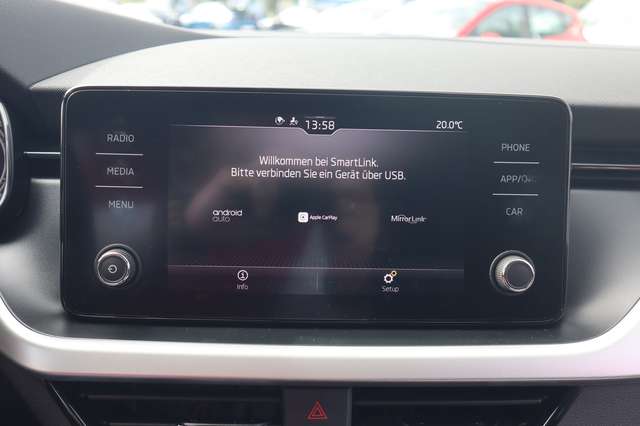 13:58
20.0°C
RADIO
MEDIA
MENU
Willkommen bei SmartLink.
Bitte verbinden Sie ein Gerät über USB.
android auto
Apple CarPlay
MirrorLink
Info
Setup
PHONE
CAR